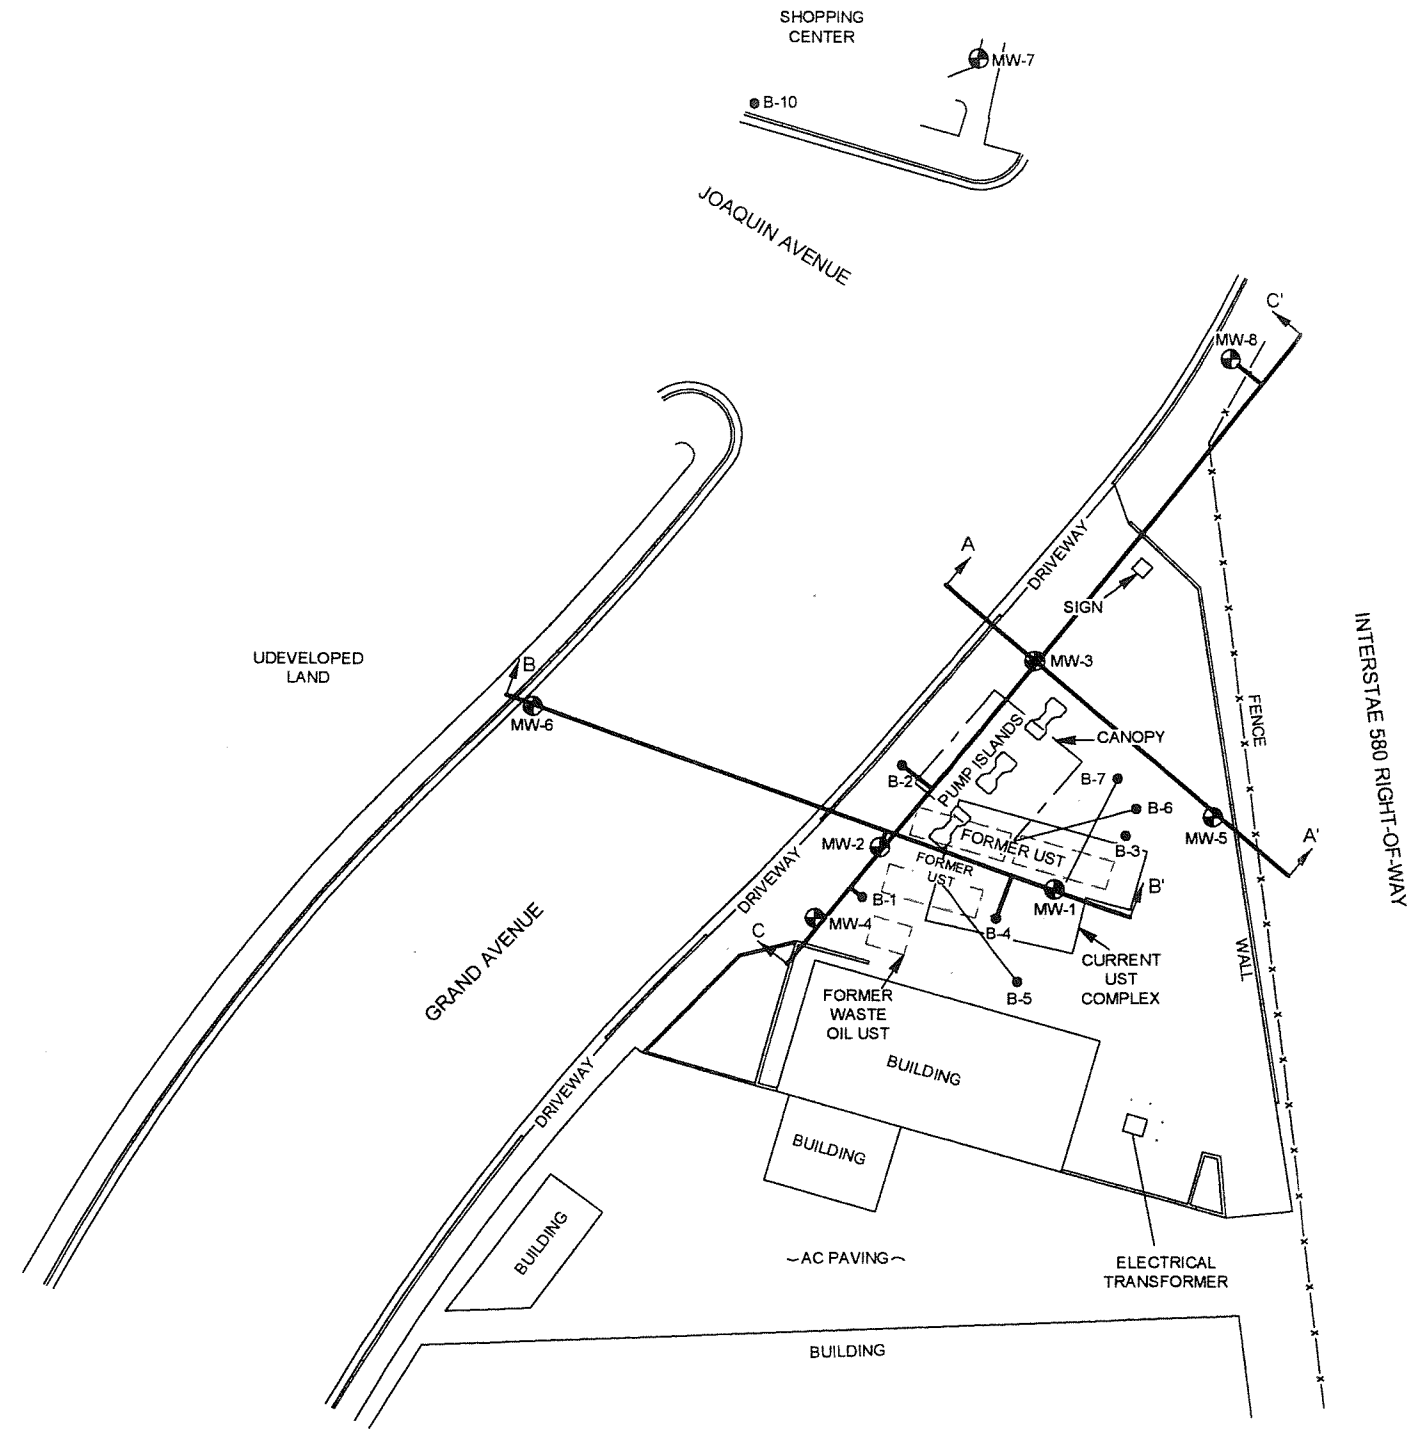 SHOPPING
CENTER
MW-7
B-10
JOAQUIN AVENUE
C'
MW-8
A
DRIVEWAY
SIGN
UDEVELOPED
LAND
B
MW-6
MW-3
INTERSTAE 580 RIGHT-OF-WAY
FENCE
PUMP ISLANDS
CANOPY
B-2
B-7
B-6
MW-5
A'
MW-2
FORMER UST
B-3
FORMER
UST
B'
DRIVEWAY
B-1
MW-1
MW-4
B-4
C
GRAND AVENUE
WALL
CURRENT
UST
COMPLEX
FORMER
WASTE
OIL UST
B-5
BUILDING
DRIVEWAY
BUILDING
BUILDING
AC PAVING
ELECTRICAL
TRANSFORMER
BUILDING